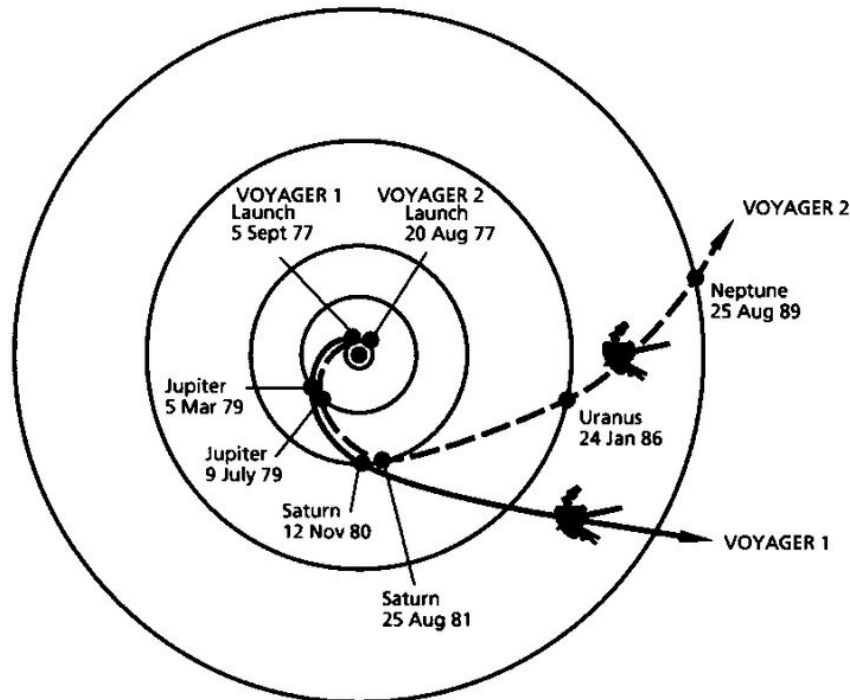 VOYAGER 1
Launch
5 Sept 77
VOYAGER 2
Launch
20 Aug 77
VOYAGER 2
Neptune
25 Aug 89
Jupiter
5 Mar 79
Uranus
24 Jan 86
Jupiter
9 July 79
Saturn
12 Nov 80
VOYAGER 1
Saturn
25 Aug 81